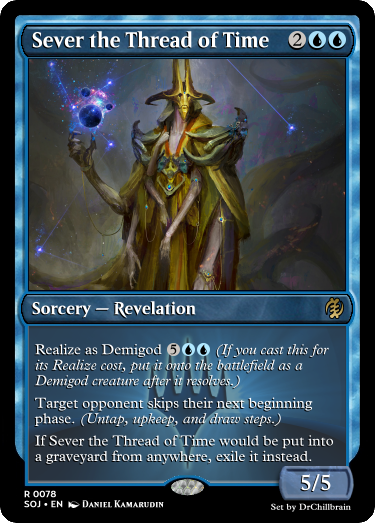 Sever the Thread of Time 2
Sorcery — Revelation
Realize as Demigod 5 (If you cast this for
its Realize cost, put it onto the battlefield as a
Demigod creature after it resolves.)
Target opponent skips their next beginning
phase. (Untap, upkeep, and draw steps.)
If Sever the Thread of Time would be put into
a graveyard from anywhere, exile it instead.
5/5
R 0078
SOJ • EN DANIEL KAMARUDIN
Set by DrChillbrain